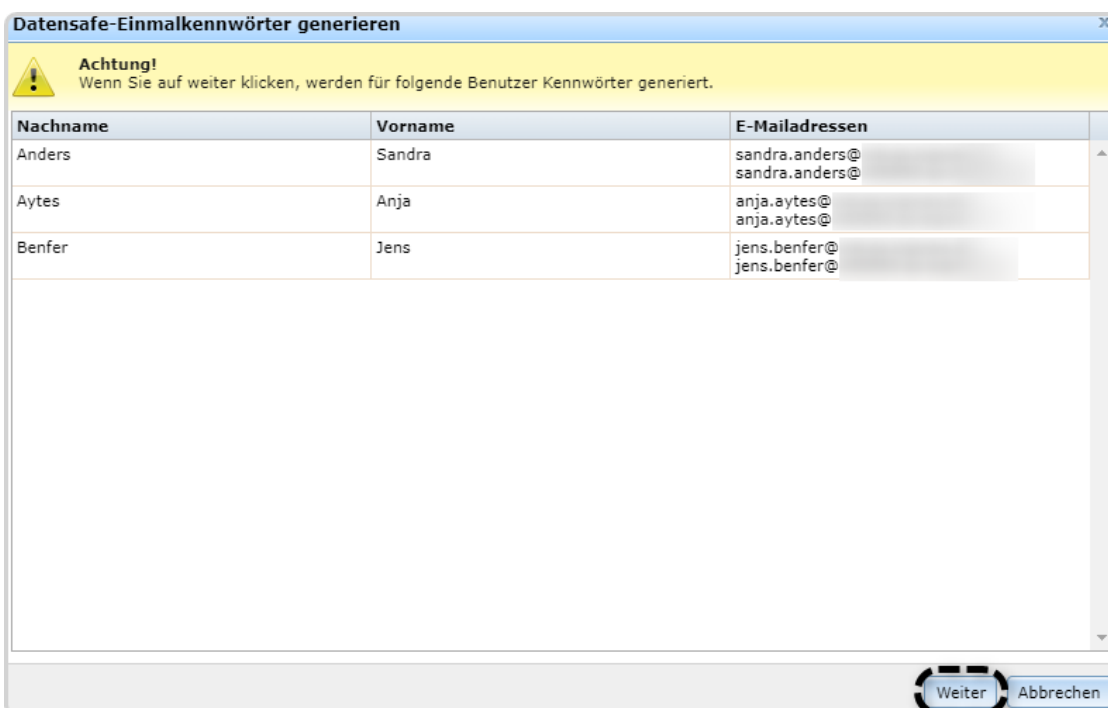 Datensafe-Einmalkennwörter generieren
Achtung!
Wenn Sie auf weiter klicken, werden für folgende Benutzer Kennwörter generiert.
Nachname Vorname E-Mailadressen
Anders Sandra sandra.anders@
sandra.anders@
Aytes Anja anja.aytes@
anja.aytes@
Benfer Jens jens.benfer@
jens.benfer@
Weiter Abbrechen